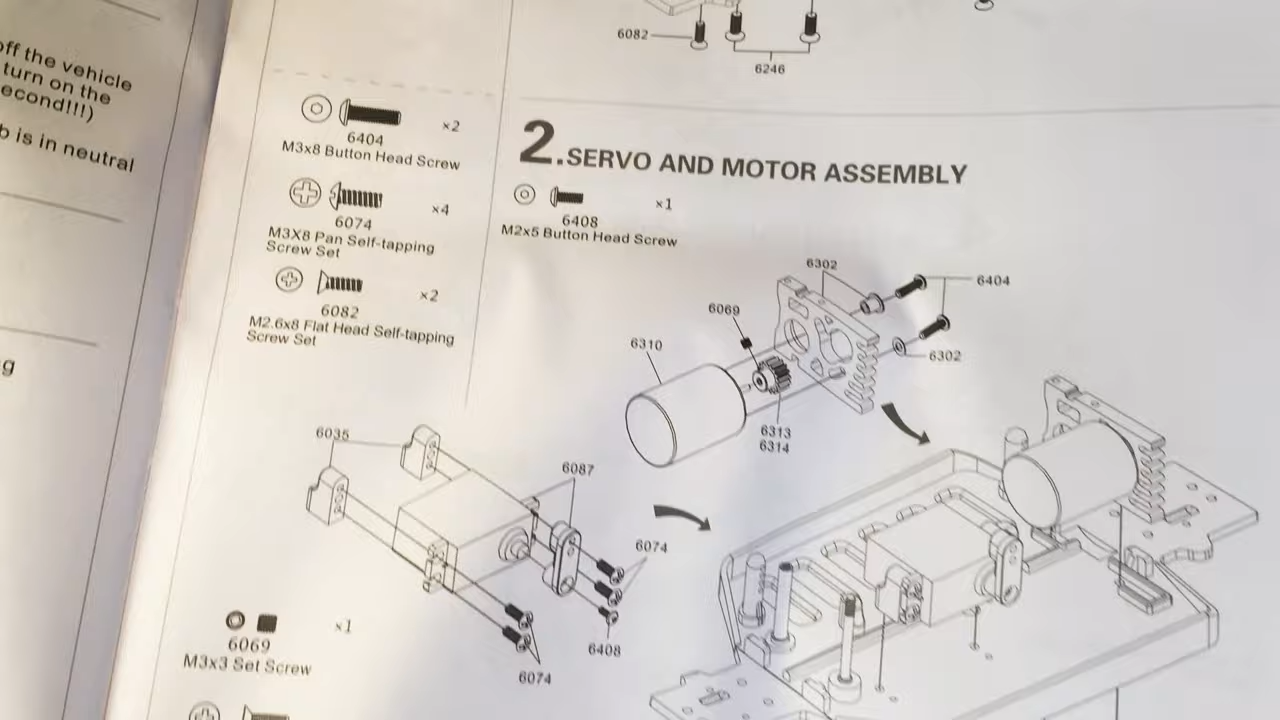 off the vehicle
turn on the
econd!!!)
b is in neutral
g
6082
6246
6404
×2
M3x8 Button Head Screw
6074
×4
M3X8 Pan Self-tapping
Screw Set
6082
×2
M2.6x8 Flat Head Self-tapping
Screw Set
2.SERVO AND MOTOR ASSEMBLY
6408
×1
M2x5 Button Head Screw
6302
6404
6069
6310
6302
6313
6314
6035
6087
6074
6408
6074
6069
×1
M3x3 Set Screw